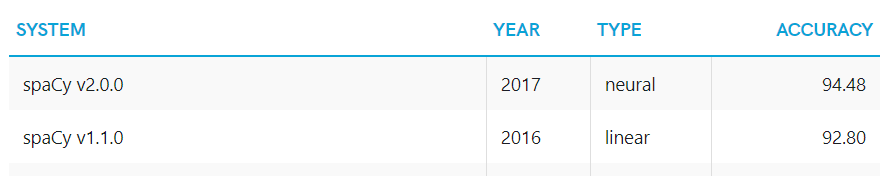 SYSTEM YEAR TYPE ACCURACY
spaCy v2.0.0 2017 neural 94.48
spaCy v1.1.0 2016 linear 92.80